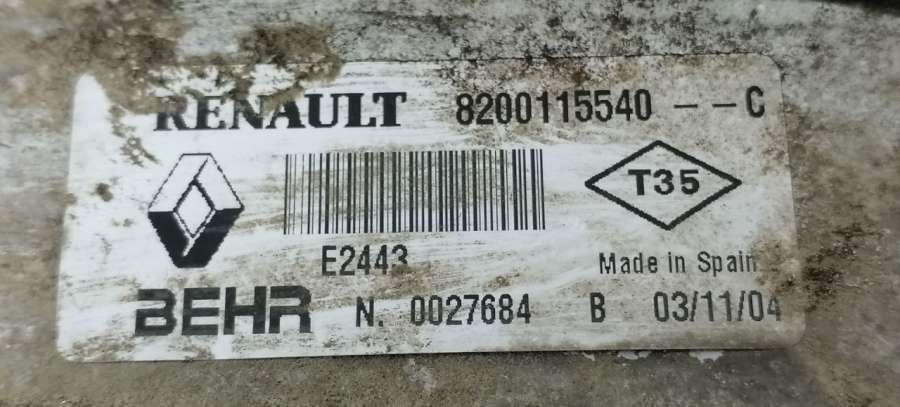 RENAULT 8200115540 --C
T35
E2443
Made in Spain
BEHR N. 0027684 B 03/11/04